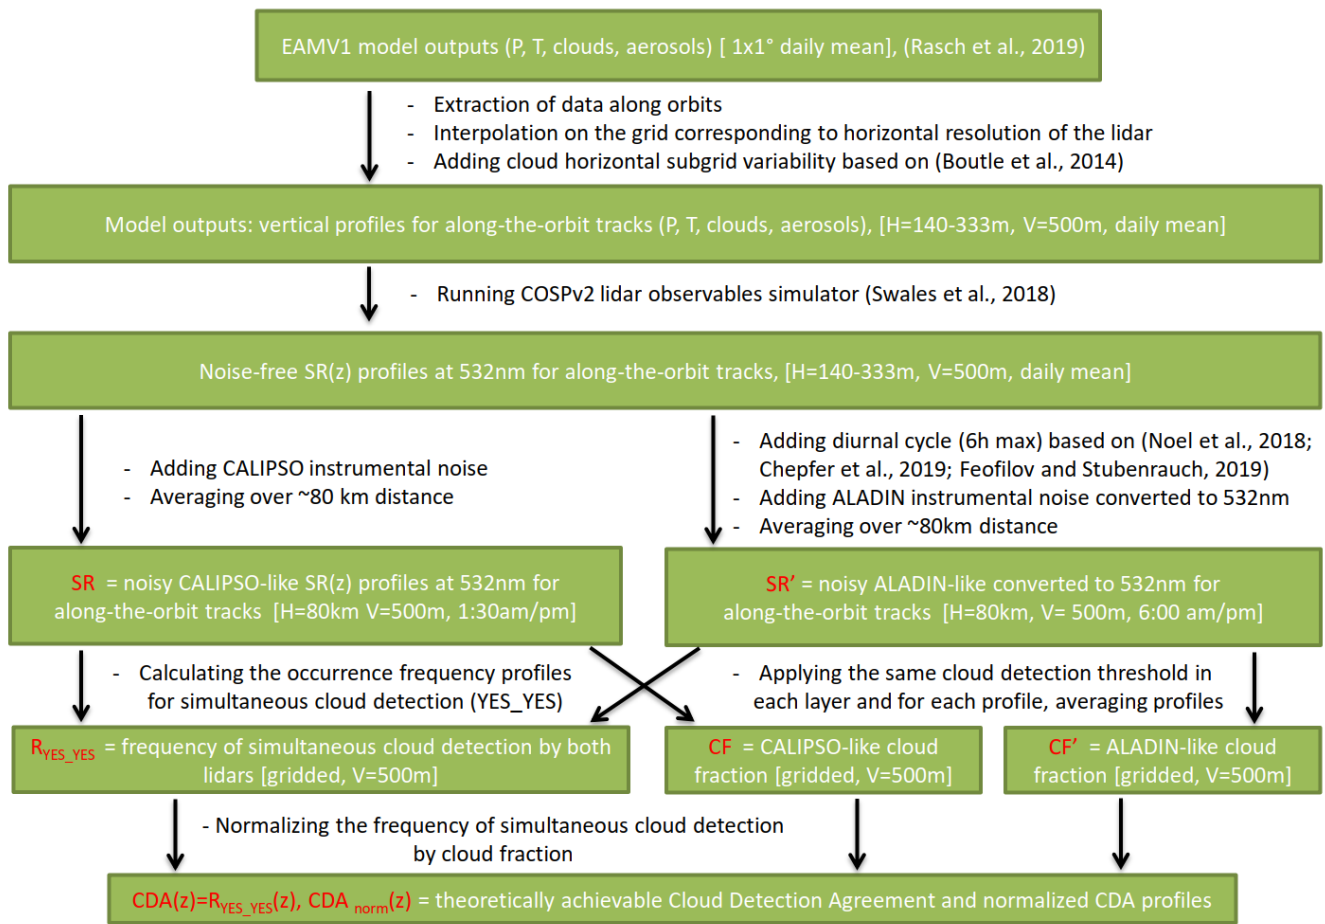 EAMV1 model outputs (P, T, clouds, aerosols) [ 1x1° daily mean], (Rasch et al., 2019)
- Extraction of data along orbits
- Interpolation on the grid corresponding to horizontal resolution of the lidar
- Adding cloud horizontal subgrid variability based on (Boutle et al., 2014)
Model outputs: vertical profiles for along-the-orbit tracks (P, T, clouds, aerosols), [H=140-333m, V=500m, daily mean]
- Running COSPv2 lidar observables simulator (Swales et al., 2018)
Noise-free SR(z) profiles at 532nm for along-the-orbit tracks, [H=140-333m, V=500m, daily mean]
- Adding CALIPSO instrumental noise
- Averaging over ~80 km distance
- Adding diurnal cycle (6h max) based on (Noel et al., 2018;
Chepfer et al., 2019; Feofilov and Stubenrauch, 2019)
- Adding ALADIN instrumental noise converted to 532nm
- Averaging over ~80km distance
SR = noisy CALIPSO-like SR(z) profiles at 532nm for
along-the-orbit tracks [H=80km V=500m, 1:30am/pm]
SR’ = noisy ALADIN-like converted to 532nm for
along-the-orbit tracks [H=80km, V= 500m, 6:00 am/pm]
- Calculating the occurrence frequency profiles
for simultaneous cloud detection (YES_YES)
- Applying the same cloud detection threshold in
each layer and for each profile, averaging profiles
RYES_YES = frequency of simultaneous cloud detection by both
lidars [gridded, V=500m]
CF = CALIPSO-like cloud
fraction [gridded, V=500m]
CF’ = ALADIN-like cloud
fraction [gridded, V=500m]
- Normalizing the frequency of simultaneous cloud detection
by cloud fraction
CDA(z)=RYES_YES(z), CDA norm(z) = theoretically achievable Cloud Detection Agreement and normalized CDA profiles